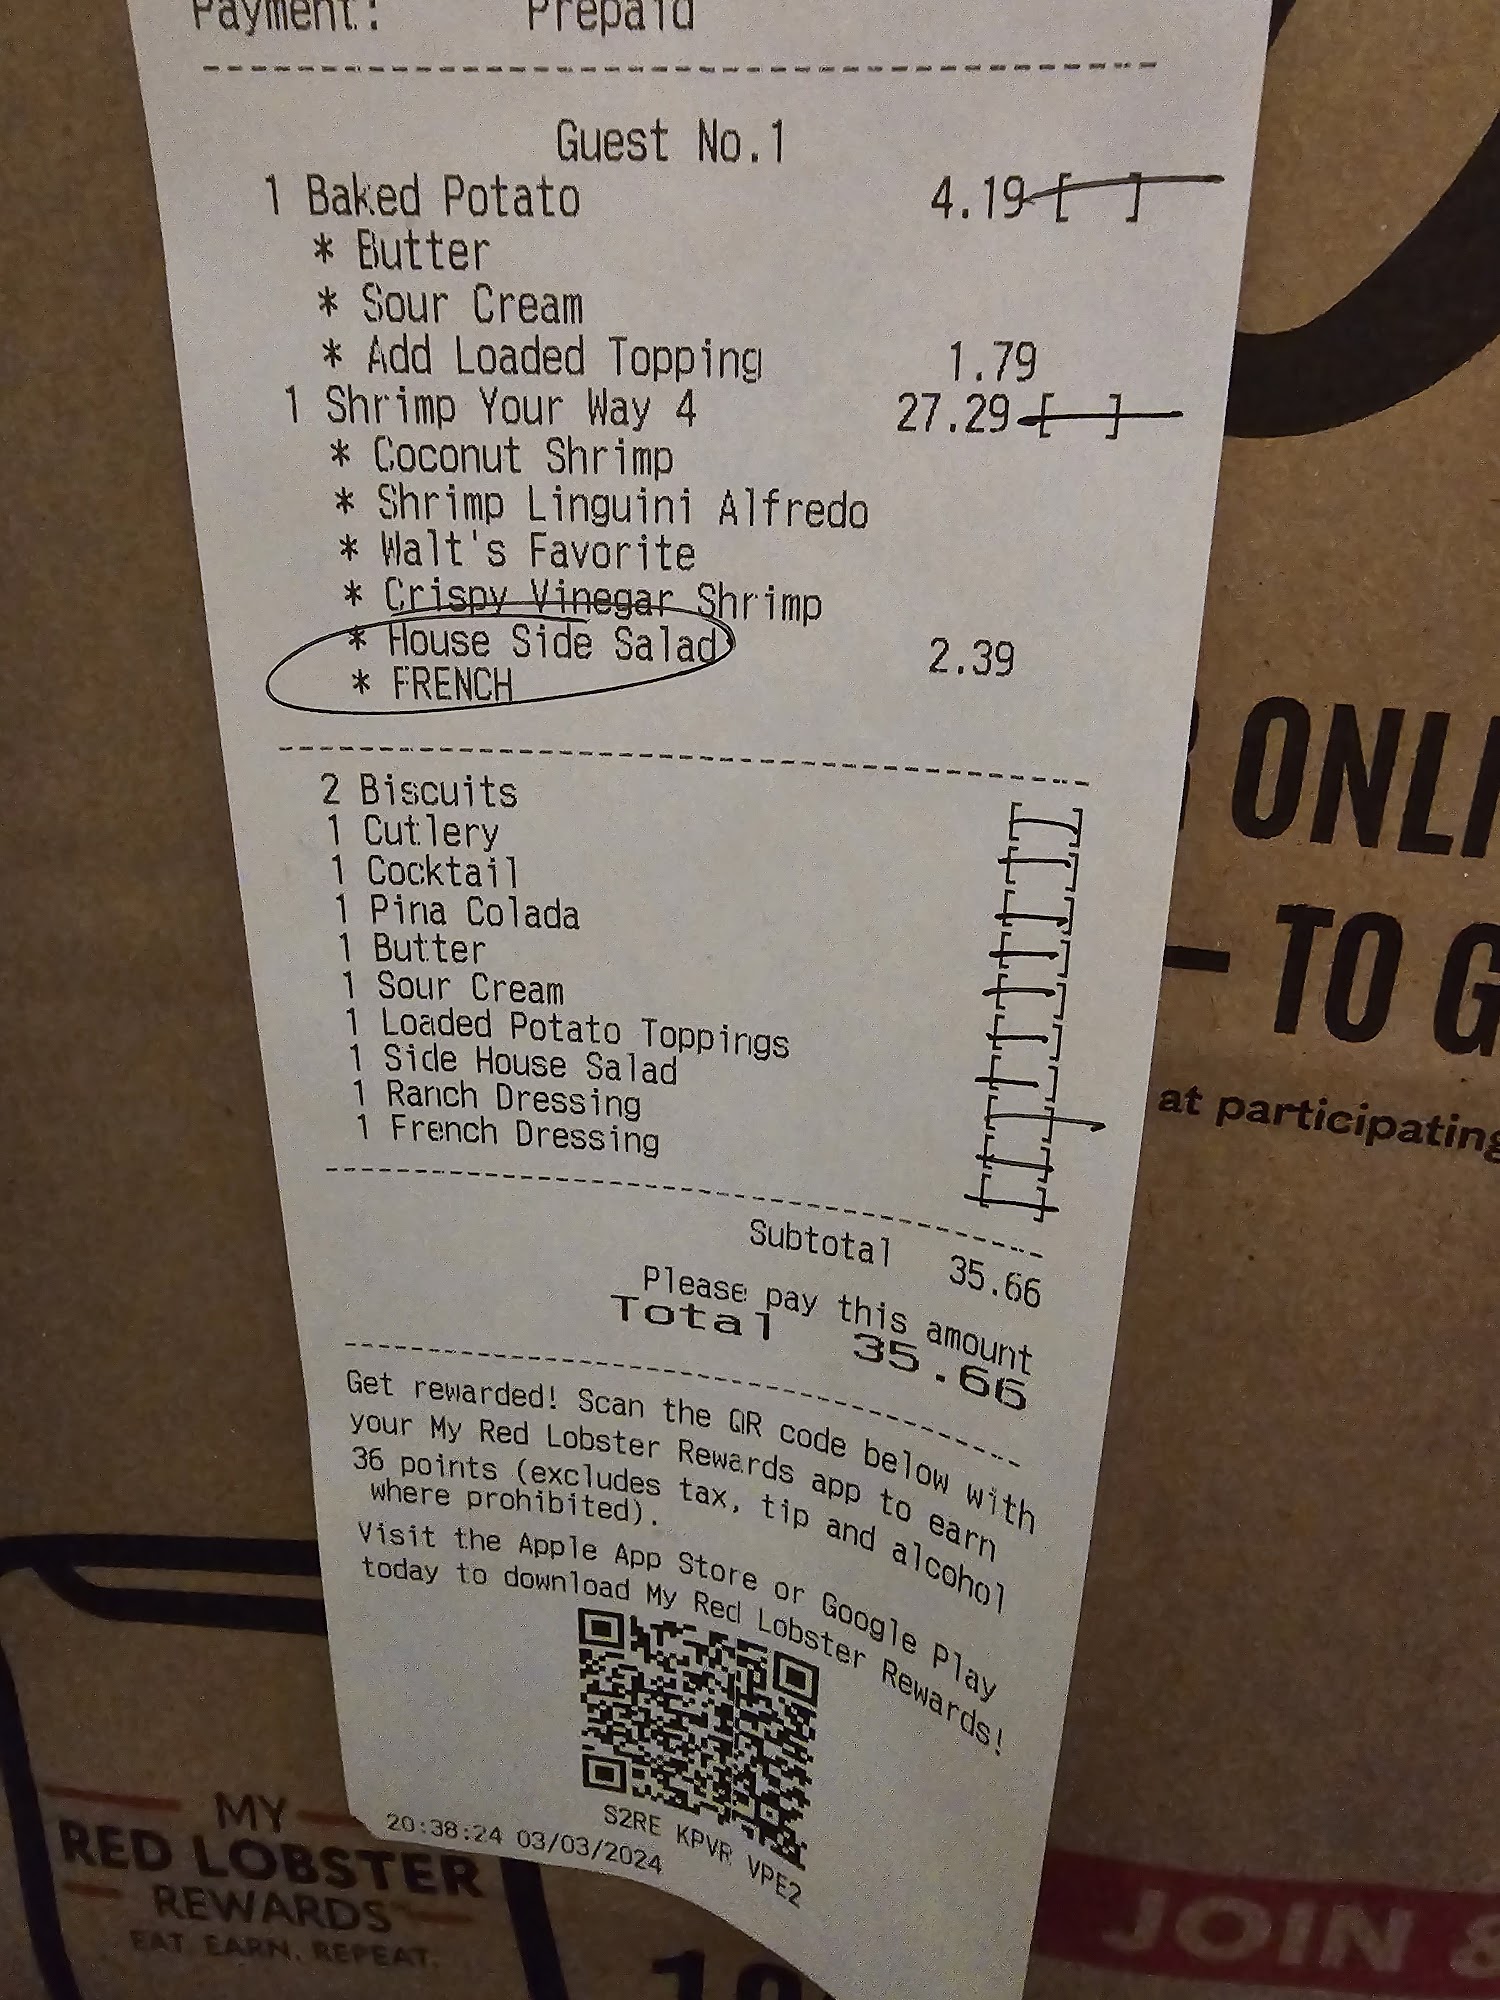 Payment: Prepaid
Guest No.1
1 Baked Potato 4.19 [ ]
* Butter
* Sour Cream
* Add Loaded Topping 1.79
1 Shrimp Your Way 4 27.29 [ ]
* Coconut Shrimp
* Shrimp Linguini Alfredo
* Walt's Favorite
* Crispy Vinegar Shrimp
* House Side Salad 2.39
* FRENCH
2 Biscuits [ ]
1 Cutlery [ ]
1 Cocktail [ ]
1 Pina Colada [ ]
1 Butter [ ]
1 Sour Cream [ ]
1 Loaded Potato Toppings [ ]
1 Side House Salad [ ]
1 Ranch Dressing [ ]
1 French Dressing [ ]
Subtotal 35.66
Please pay this amount
Total 35.66
Get rewarded! Scan the QR code below with
your My Red Lobster Rewards app to earn
36 points (excludes tax, tip and alcohol
where prohibited).
Visit the Apple App Store or Google Play
today to download My Red Lobster Rewards!
S2RE KPVR VPE2
20:38:24 03/03/2024
ONLI
- TO G
at participating
MY
RED LOBSTER
REWARDS
EAT. EARN. REPEAT.
JOIN &